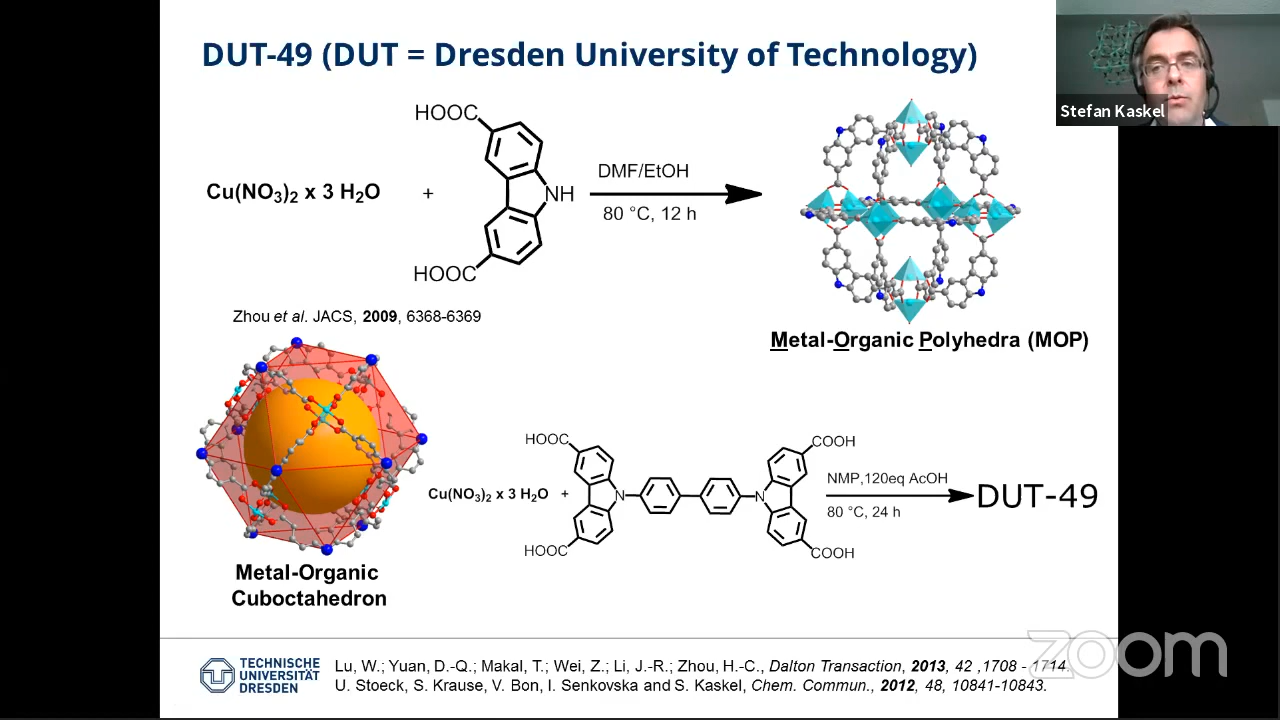 DUT-49 (DUT = Dresden University of Technology)
Stefan Kaskel
HOOC
Cu(NO₃)₂ x 3 H₂O
+
NH
HOOC
DMF/EtOH
80 °C, 12 h
Zhou et al. JACS, 2009, 6368-6369
Metal-Organic Polyhedra (MOP)
Metal-Organic
Cuboctahedron
Cu(NO₃)₂ x 3 H₂O +
HOOC
HOOC
N
N
COOH
COOH
NMP,120eq AcOH
80 °C, 24 h
DUT-49
TECHNISCHE
UNIVERSITÄT
DRESDEN
Lu, W.; Yuan, D.-Q.; Makal, T.; Wei, Z.; Li, J.-R.; Zhou, H.-C., Dalton Transaction, 2013, 42 ,1708 - 1714.
U. Stoeck, S. Krause, V. Bon, I. Senkovska and S. Kaskel, Chem. Commun., 2012, 48, 10841-10843.
zoom